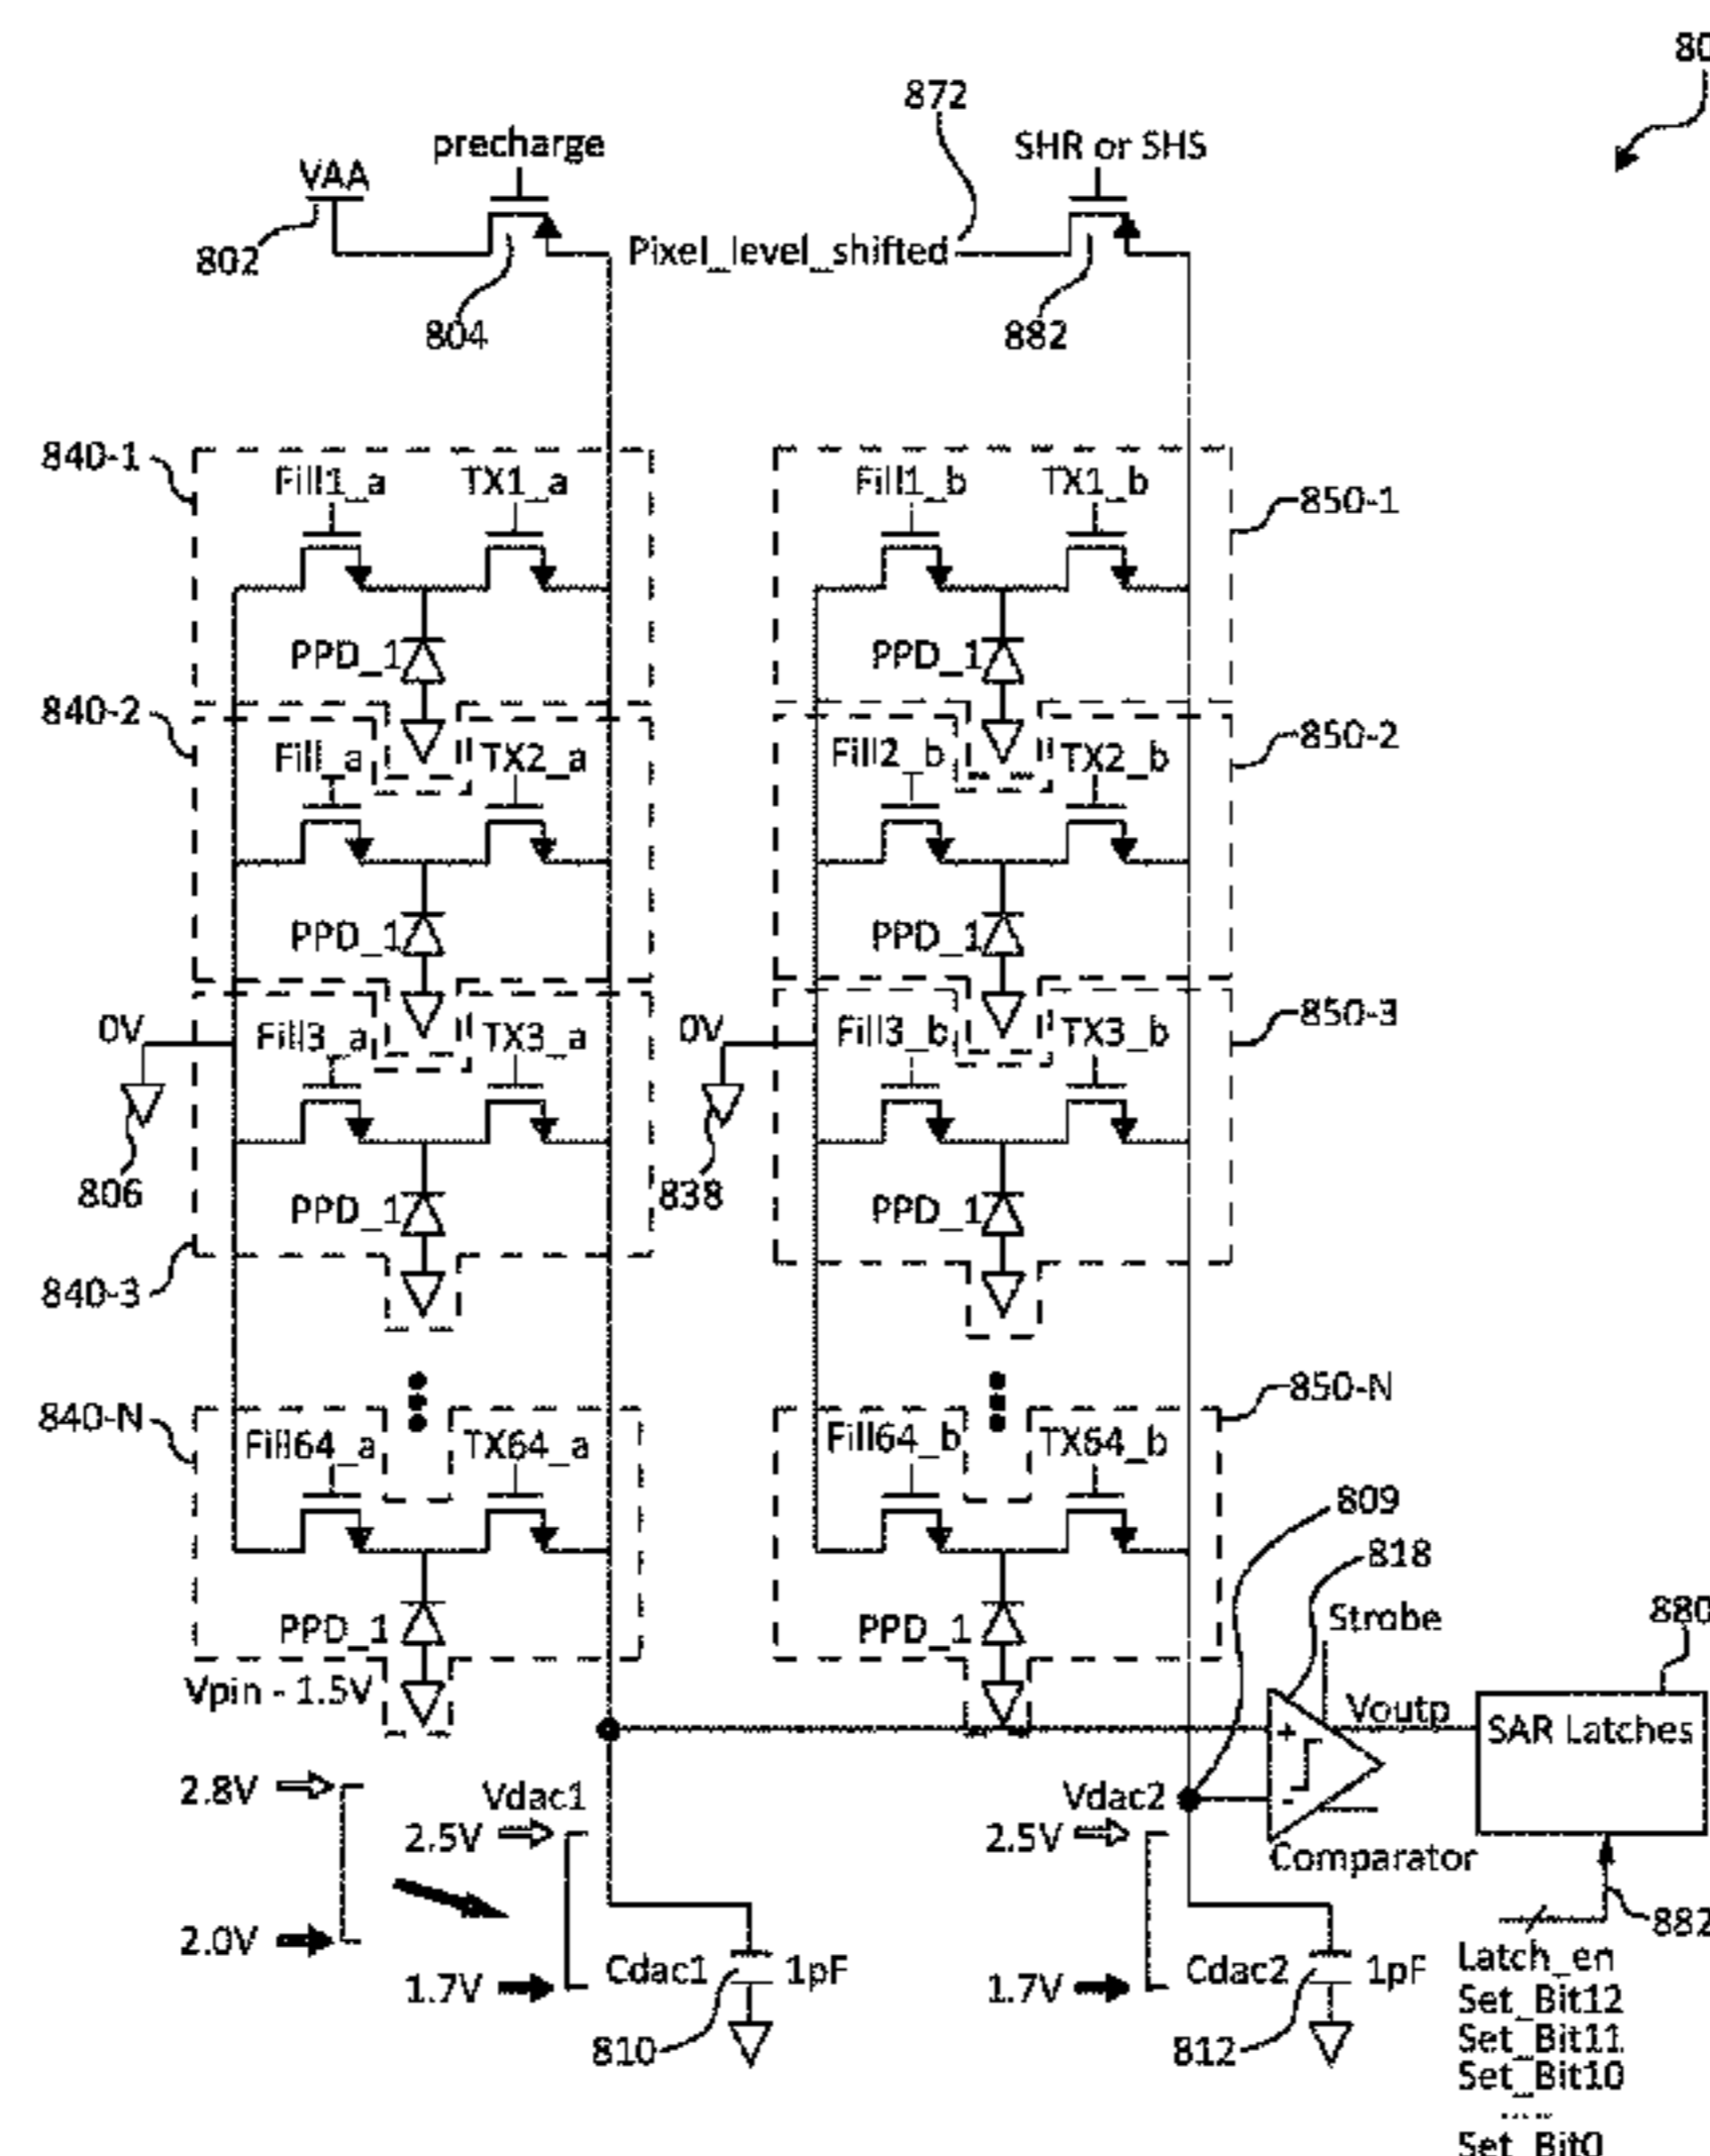 80
872
precharge
SHR or SHS
VAA
802
Pixel_level_shifted
804
882
840-1
Fill1_a
TX1_a
Fill1_b
TX1_b
850-1
PPD_1
PPD_1
840-2
850-2
Fill_a
TX2_a
Fill2_b
TX2_b
PPD_1
PPD_1
0V
Fill3_a
TX3_a
0V
Fill3_b
TX3_b
850-3
806
PPD_1
838
PPD_1
840-3
850-N
840-N
Fill64_a
TX64_a
Fill64_b
TX64_b
809
818
PPD_1
PPD_1
Strobe
880
Vpin - 1.5V
Voutp
+
SAR Latches
2.8V
Vdac1
Vdac2
-
2.5V
2.5V
Comparator
2.0V
882
1.7V
Cdac1
1pF
1.7V
Cdac2
1pF
Latch_en
Set_Bit12
810
812
Set_Bit11
Set_Bit10
....
Set_Bit0